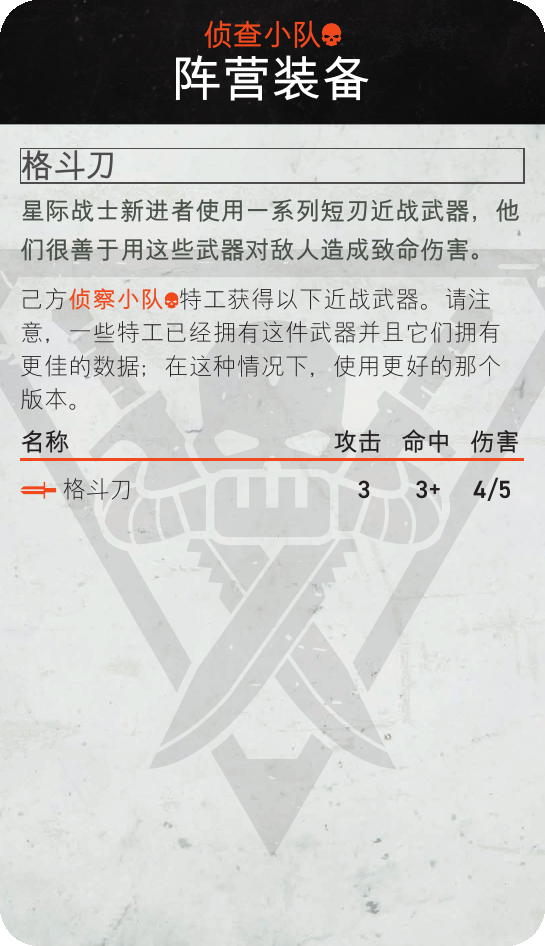 侦查小队
阵营装备
格斗刀
星际战士新进者使用一系列短刃近战武器，他
们很善于用这些武器对敌人造成致命伤害。
己方侦察小队特工获得以下近战武器。请注
意，一些特工已经拥有这件武器并且它们拥有
更佳的数据；在这种情况下，使用更好的那个
版本。
名称 攻击 命中 伤害
格斗刀 3 3+ 4/5